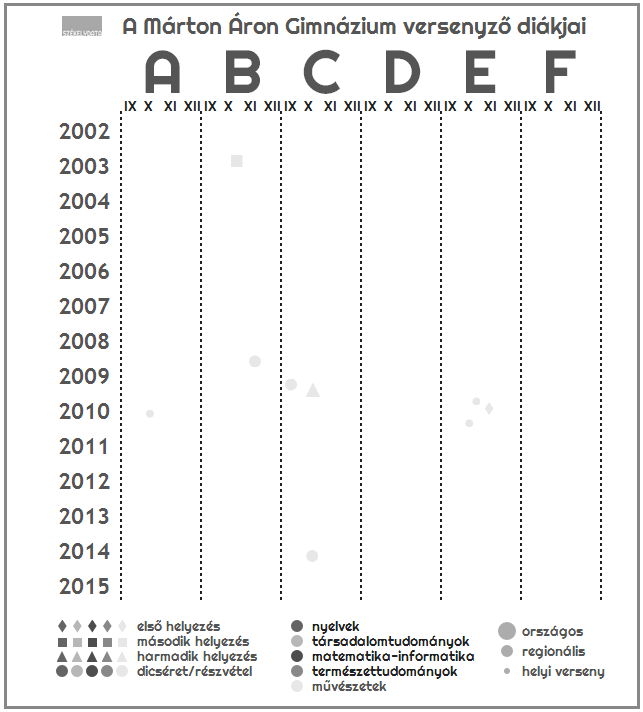 SZÉKELYDATA
A Márton Áron Gimnázium versenyző diákjai
A B C D E F
IX X XI XII IX X XI XII IX X XI XII IX X XI XII IX X XI XII IX X XI XII
2002
2003
2004
2005
2006
2007
2008
2009
2010
2011
2012
2013
2014
2015
első helyezés
második helyezés
harmadik helyezés
dicséret/részvétel
nyelvek
társadalomtudományok
matematika-informatika
természettudományok
művészetek
országos
regionális
helyi verseny